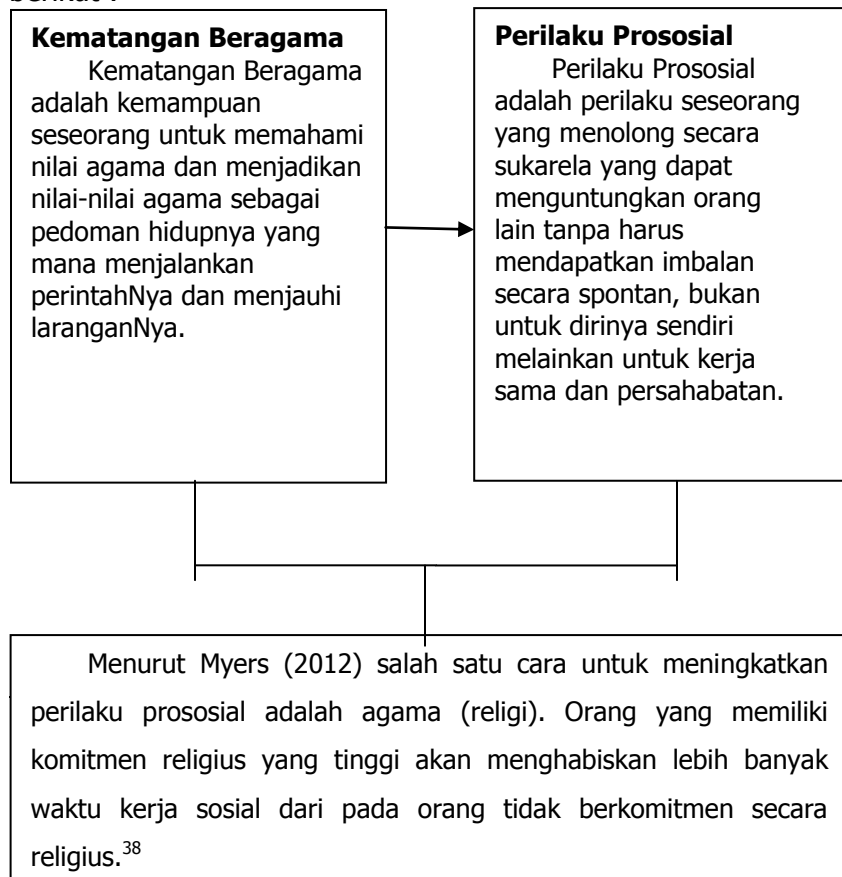 berikut :
Kematangan Beragama
Kematangan Beragama
adalah kemampuan
seseorang untuk memahami
nilai agama dan menjadikan
nilai-nilai agama sebagai
pedoman hidupnya yang
mana menjalankan
perintahNya dan menjauhi
laranganNya.
Perilaku Prososial
Perilaku Prososial
adalah perilaku seseorang
yang menolong secara
sukarela yang dapat
menguntungkan orang
lain tanpa harus
mendapatkan imbalan
secara spontan, bukan
untuk dirinya sendiri
melainkan untuk kerja
sama dan persahabatan.
Menurut Myers (2012) salah satu cara untuk meningkatkan
perilaku prososial adalah agama (religi). Orang yang memiliki
komitmen religius yang tinggi akan menghabiskan lebih banyak
waktu kerja sosial dari pada orang tidak berkomitmen secara
religius.³⁸